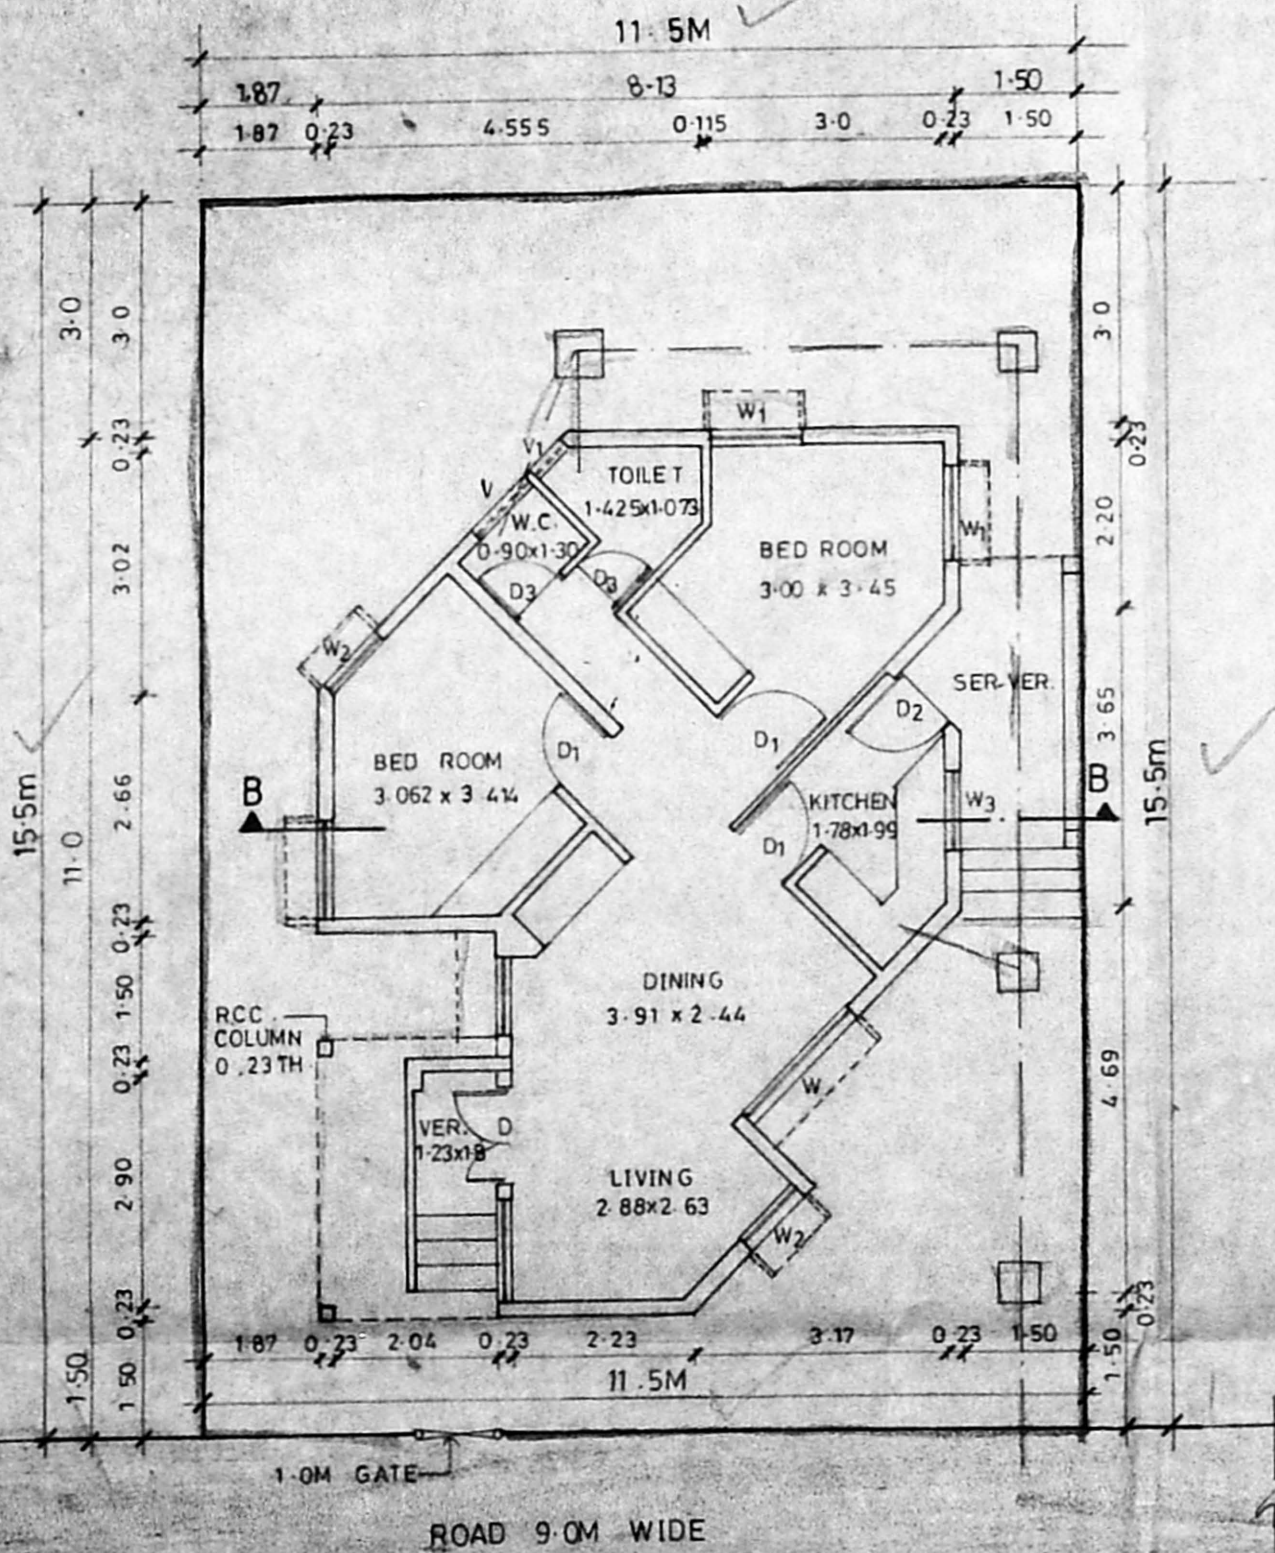 11.5M
1.87 8-13 1.50
1.87 0.23 4.555 0.115 3.0 0.23 1.50
15.5m
3.0
11.0
1.50
3.0
0.23
3.02
2.66
0.23
1.50
0.23
2.90
0.23
1.50
V1
V
TOILET
1.425x1.073
W.C.
0.90x1.30
D3
D3
W1
BED ROOM
3.00 x 3.45
W1
W2
BED ROOM
3.062 x 3.414
D1
D1
D2
SER-VER.
B
B
KITCHEN
1.78x1.99
W3
D1
DINING
3.91 x 2.44
R.C.C.
COLUMN
0.23TH
VER.
1.23x1.8
D
W
LIVING
2.88x2.63
W2
3.0
0.23
2.20
3.65
4.69
0.23
1.50
15.5m
1.87 0.23 2.04 0.23 2.23 3.17 0.23 1.50
11.5M
1.0M GATE
ROAD 9.0M WIDE